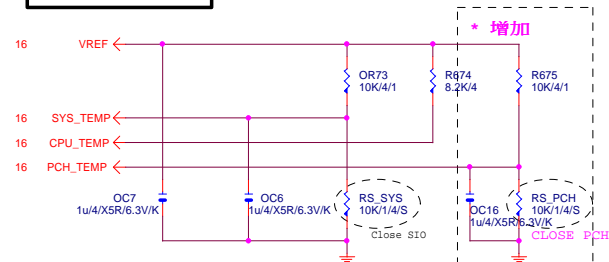 * 增加
16 VREF
OR73
10K/4/1
R674
8.2K/4
R675
10K/4/1
16 SYS_TEMP
16 CPU_TEMP
16 PCH_TEMP
OC7
1u/4/X5R/6.3V/K
OC6
1u/4/X5R/6.3V/K
RS_SYS
10K/1/4/S
Close SIO
OC16
1u/4/X5R/6.3V/K
RS_PCH
10K/1/4/S
CLOSE PCH